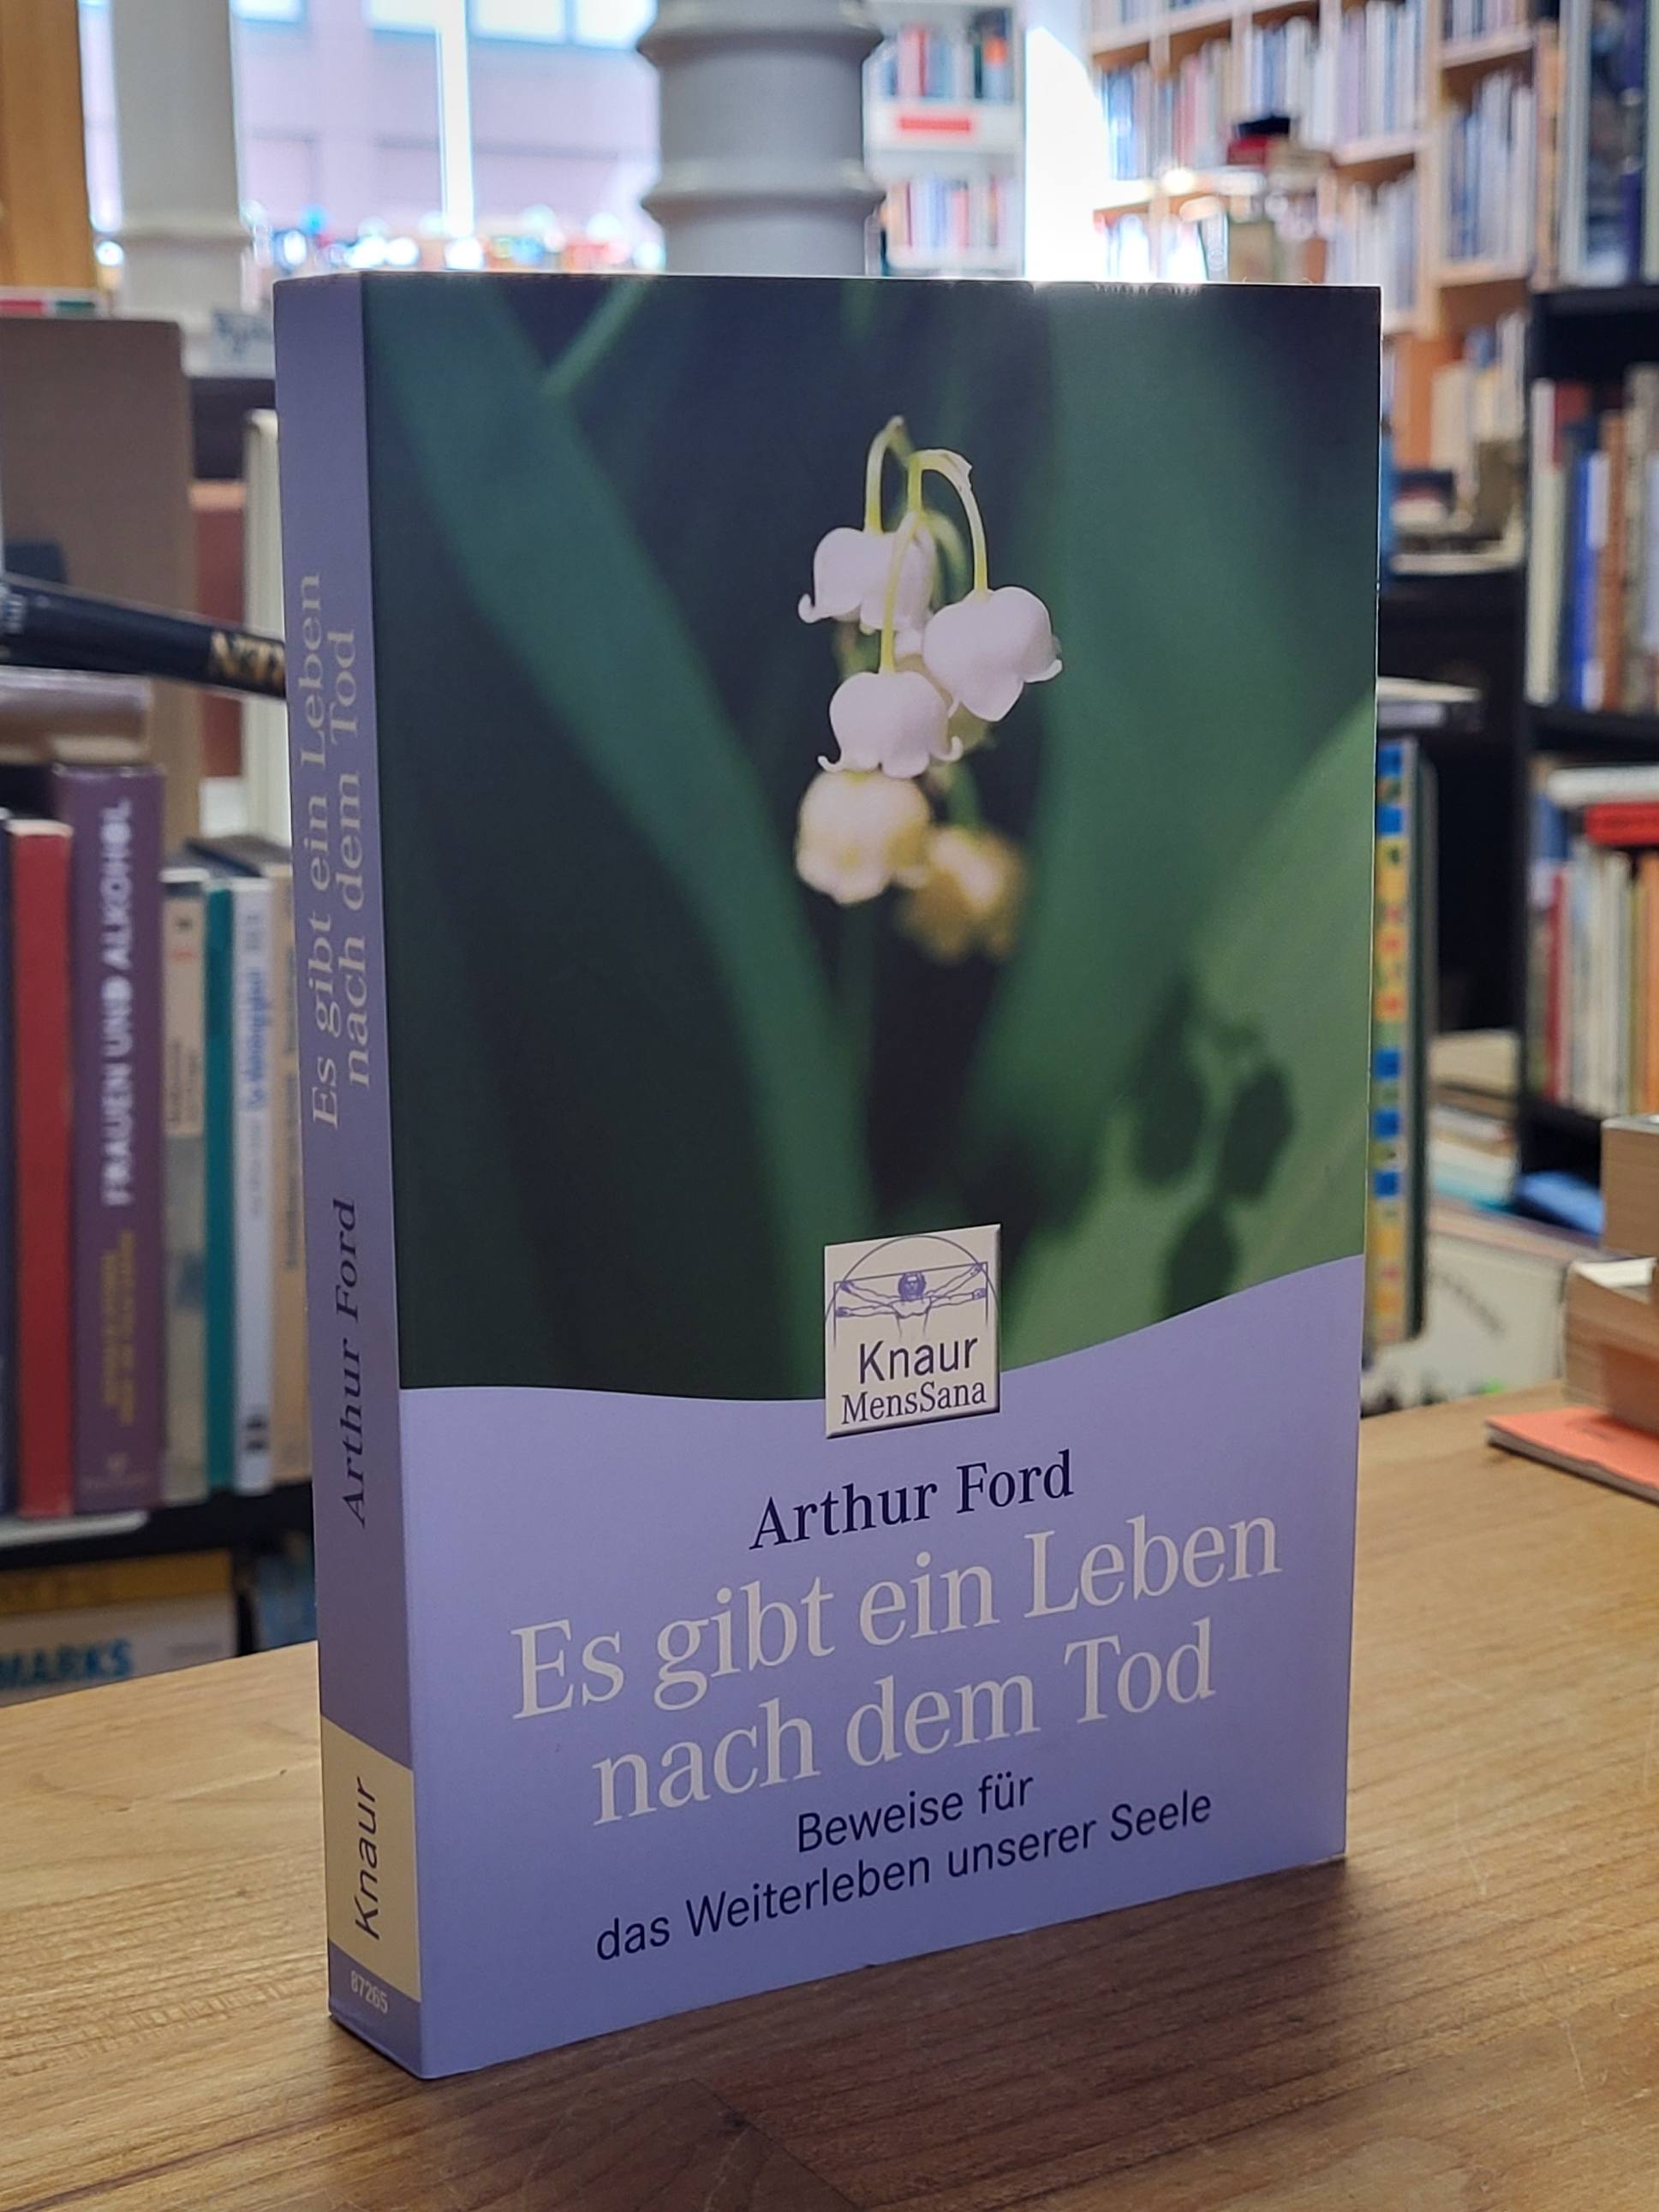 Es gibt ein Leben
nach dem Tod
Arthur Ford
Knaur
87265
Knaur
MensSana
Arthur Ford
Es gibt ein Leben
nach dem Tod
Beweise für
das Weiterleben unserer Seele
FRAUEN UND ALKOHOL
MARKS